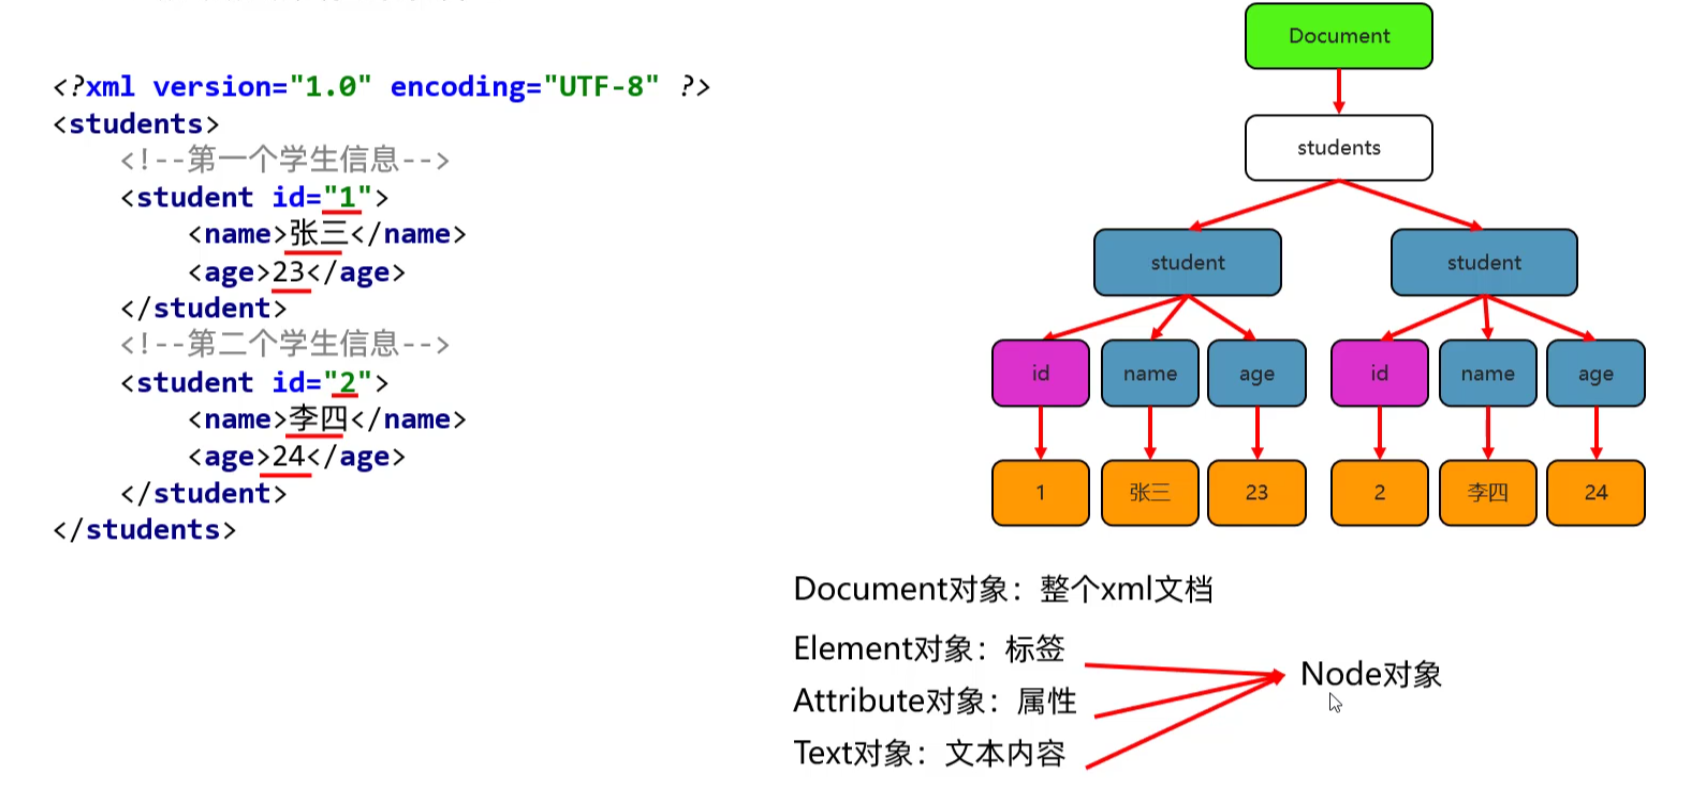 <?xml version="1.0" encoding="UTF-8" ?>
<students>
<!--第一个学生信息-->
<student id="1">
<name>张三</name>
<age>23</age>
</student>
<!--第二个学生信息-->
<student id="2">
<name>李四</name>
<age>24</age>
</student>
</students>
Document
students
student student
id name age id name age
1 张三 23 2 李四 24
Document对象：整个xml文档
Element对象：标签
Attribute对象：属性
Text对象：文本内容
Node对象